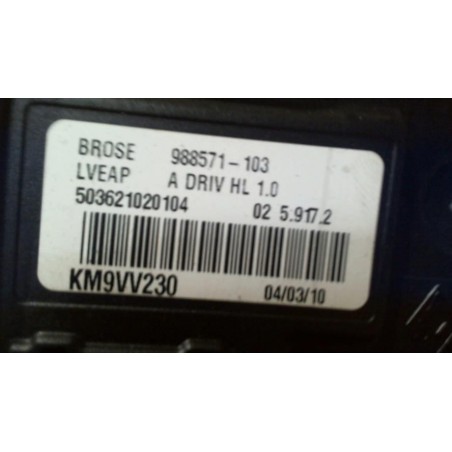 BROSE 988571-103
LVEAP A DRIV HL 1.0
503621020104 02 5.917.2
KM9VV230 04/03/10